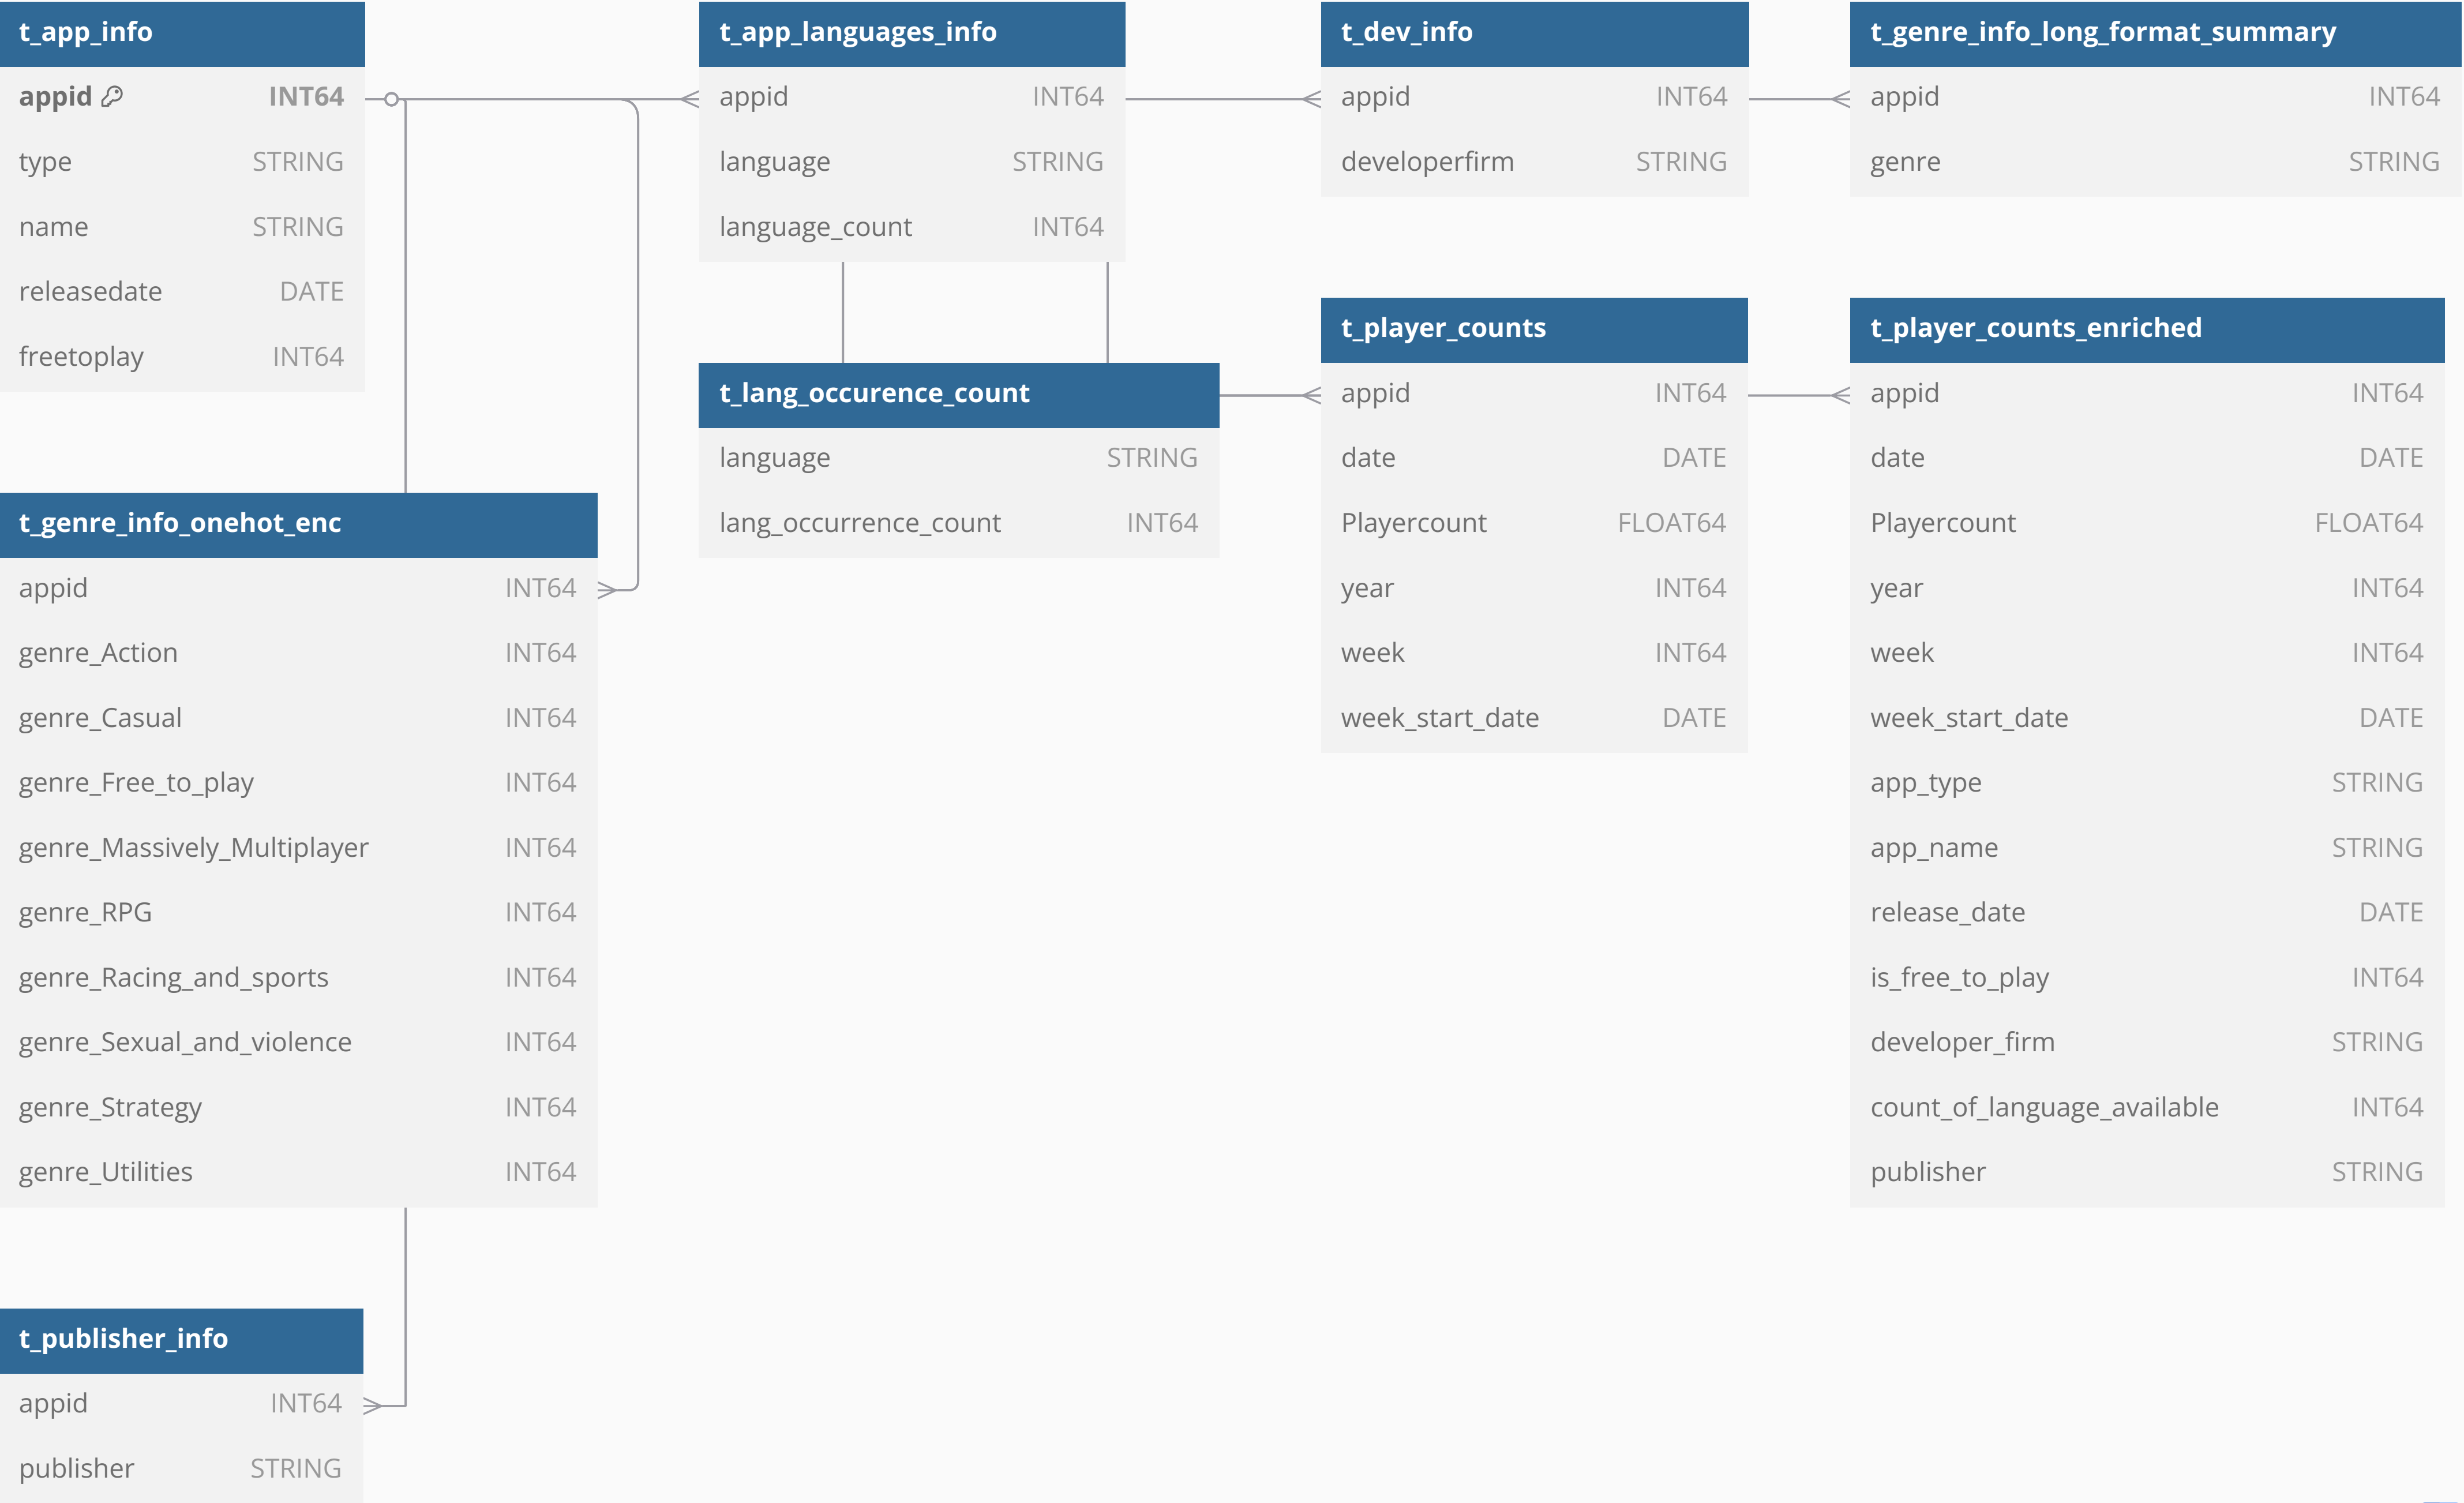 t_app_info
appid INT64
type STRING
name STRING
releasedate DATE
freetoplay INT64
t_app_languages_info
appid INT64
language STRING
language_count INT64
t_dev_info
appid INT64
developerfirm STRING
t_genre_info_long_format_summary
appid INT64
genre STRING
t_lang_occurence_count
language STRING
lang_occurrence_count INT64
t_player_counts
appid INT64
date DATE
Playercount FLOAT64
year INT64
week INT64
week_start_date DATE
t_player_counts_enriched
appid INT64
date DATE
Playercount FLOAT64
year INT64
week INT64
week_start_date DATE
app_type STRING
app_name STRING
release_date DATE
is_free_to_play INT64
developer_firm STRING
count_of_language_available INT64
publisher STRING
t_genre_info_onehot_enc
appid INT64
genre_Action INT64
genre_Casual INT64
genre_Free_to_play INT64
genre_Massively_Multiplayer INT64
genre_RPG INT64
genre_Racing_and_sports INT64
genre_Sexual_and_violence INT64
genre_Strategy INT64
genre_Utilities INT64
t_publisher_info
appid INT64
publisher STRING